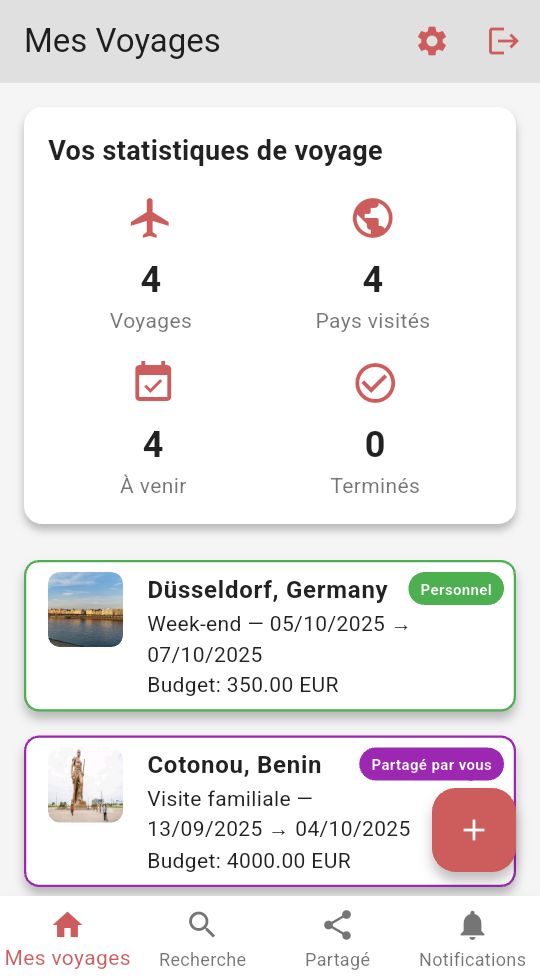 Mes Voyages
Vos statistiques de voyage
4
4
Voyages
Pays visités
4
0
À venir
Terminés
Düsseldorf, Germany
Personnel
Week-end — 05/10/2025 →
07/10/2025
Budget: 350.00 EUR
Cotonou, Benin
Partagé par vous
Visite familiale —
13/09/2025 → 04/10/2025
Budget: 4000.00 EUR
+
Mes voyages
Recherche
Partagé
Notifications